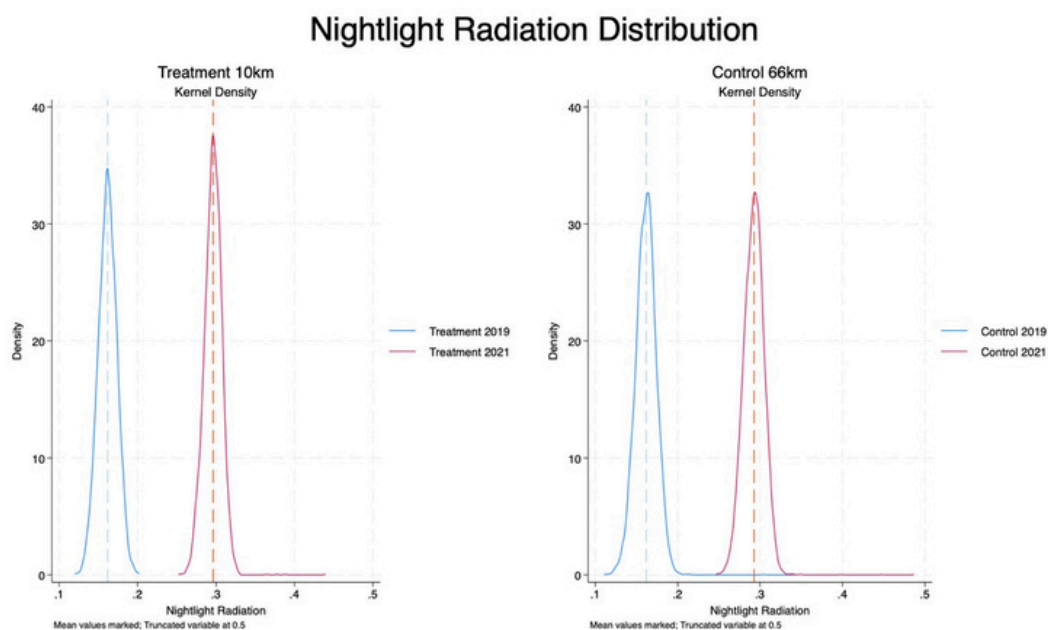 Nightlight Radiation Distribution
Treatment 10km
Kernel Density
40
30
20
10
0
Density
.1 .2 .3 .4 .5
Nightlight Radiation
Mean values marked; Truncated variable at 0.5
Treatment 2019
Treatment 2021
Control 66km
Kernel Density
40
30
20
10
0
Density
.1 .2 .3 .4 .5
Nightlight Radiation
Mean values marked; Truncated variable at 0.5
Control 2019
Control 2021